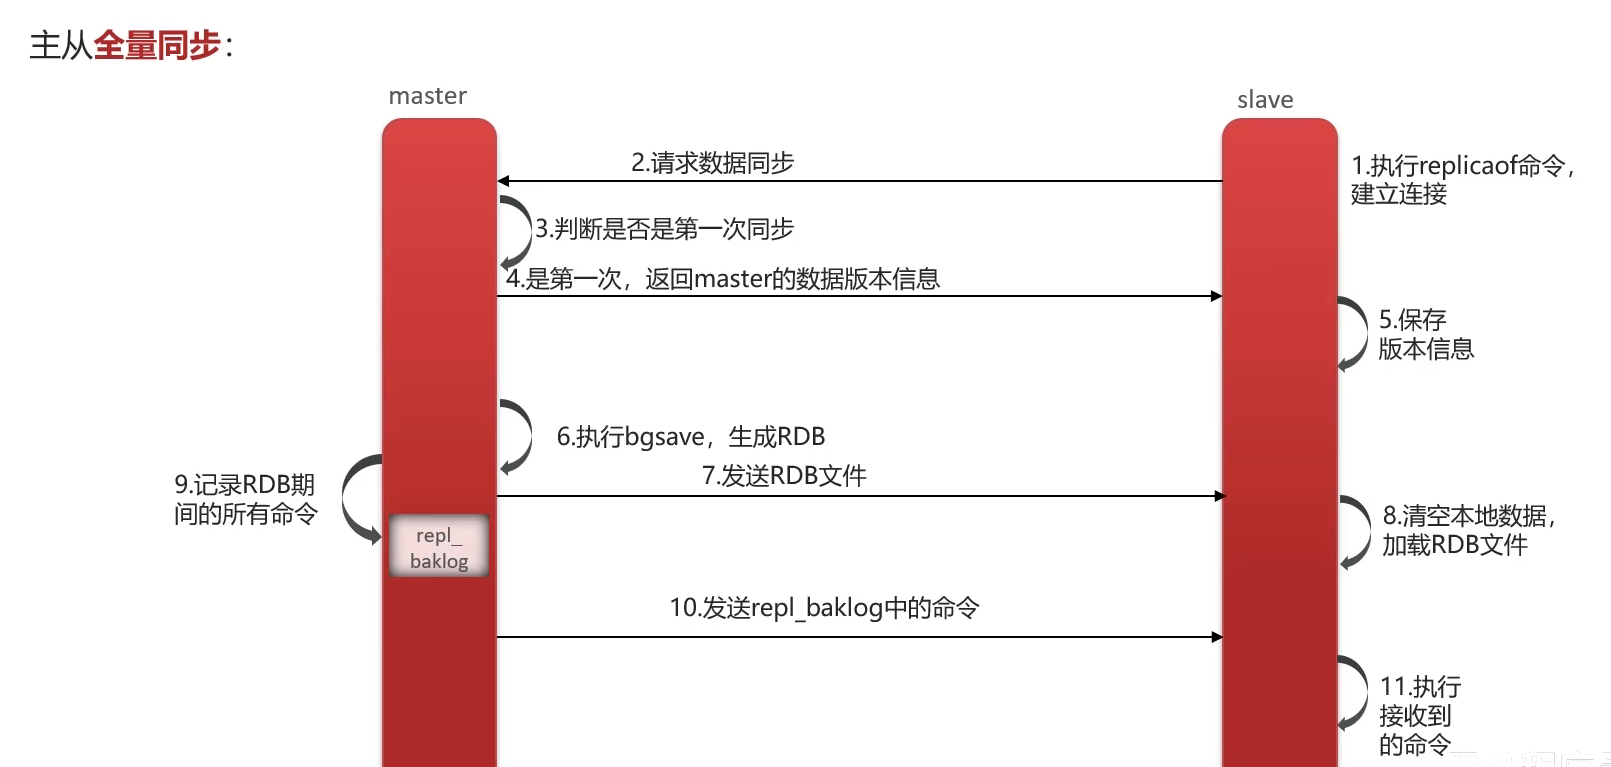 主从全量同步：
master
slave
2.请求数据同步
1.执行replicaof命令，
建立连接
3.判断是否是第一次同步
4.是第一次，返回master的数据版本信息
5.保存
版本信息
6.执行bgsave，生成RDB
7.发送RDB文件
9.记录RDB期
间的所有命令
8.清空本地数据，
加载RDB文件
repl_
baklog
10.发送repl_baklog中的命令
11.执行
接收到
的命令